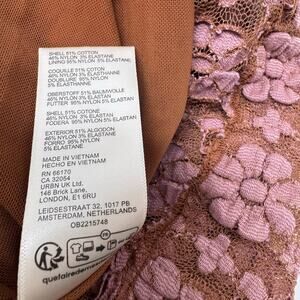 SHELL 51% COTTON
46% NYLON 3% ELASTANE
LINING 95% NYLON 5% ELASTANE
COQUILLE 51% COTON
46% NYLON 3% ELASTHANNE
DOUBLURE 95% NYLON 5% ELASTHANNE
OBERSTOFF 51% BAUMWOLLE
46% NYLON 3% ELASTAN
FUTTER 95% NYLON 5% ELASTAN
SHELL 51% COTONE
46% NYLON 3% ELASTAN
FODERA 95% NYLON 5% ELASTAN
EXTERIOR 51% ALGODON
46% NYLON 3% ELASTANO
FORRO 95% NYLON 5% ELASTANO
MADE IN VIETNAM
HECHO EN VIETNAM
RN 66170
CA 32054
URBN UK Ltd.
146 Brick Lane,
LONDON, E1 6RU
LEIDSESTRAAT 32, 1017 PB
AMSTERDAM, NETHERLANDS
OB2215748